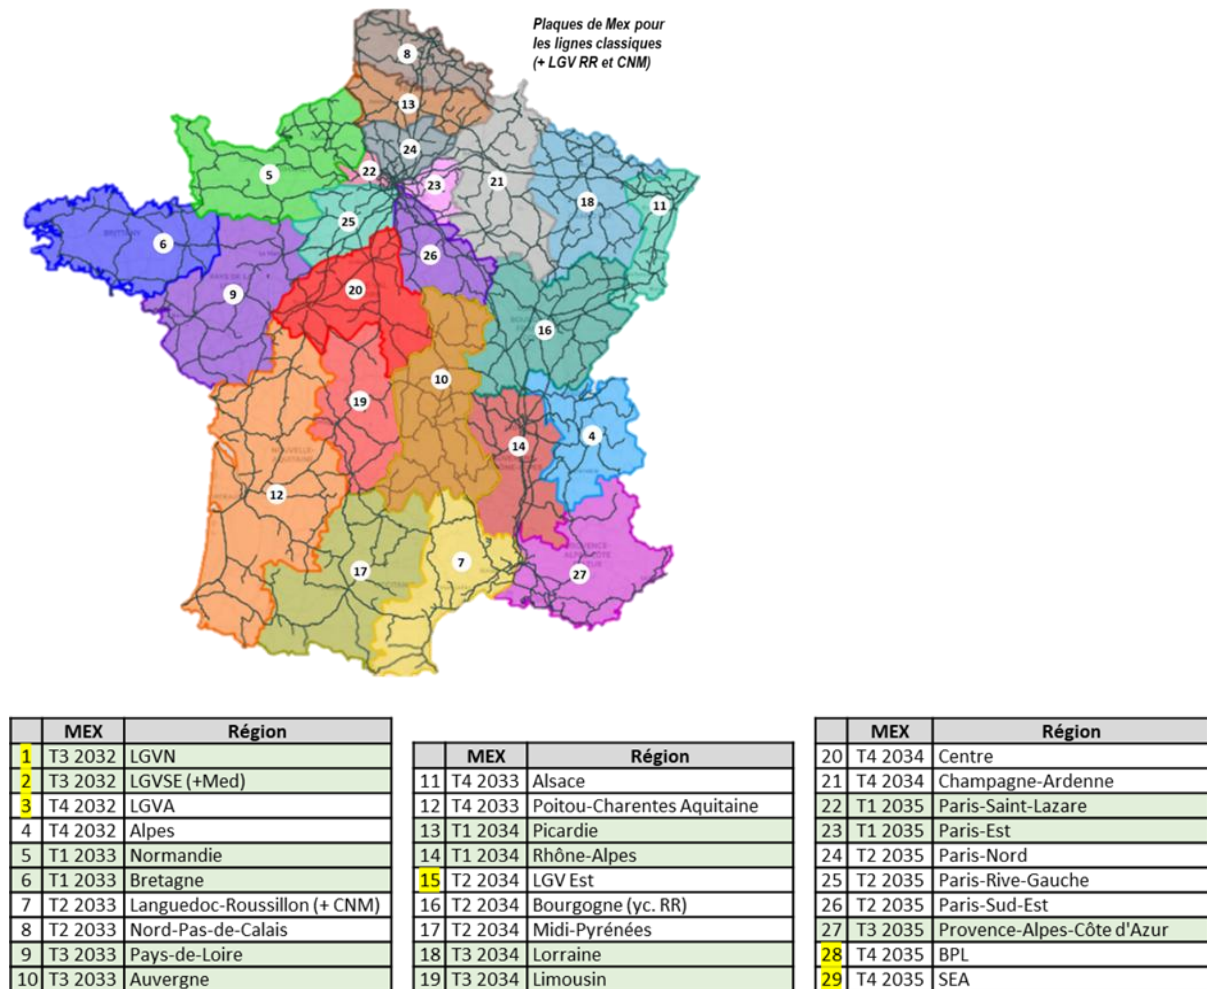 Plaques de Mex pour
les lignes classiques
(+ LGV RR et CNM)
8
13
24
22
23
21
5
18
11
25
6
26
9
20
16
10
19
4
14
12
7
17
27
MEX Région
1 T3 2032 LGVN
2 T3 2032 LGVSE (+Med)
3 T4 2032 LGVA
4 T4 2032 Alpes
5 T1 2033 Normandie
6 T1 2033 Bretagne
7 T2 2033 Languedoc-Roussillon (+ CNM)
8 T2 2033 Nord-Pas-de-Calais
9 T3 2033 Pays-de-Loire
10 T3 2033 Auvergne
MEX Région
11 T4 2033 Alsace
12 T4 2033 Poitou-Charentes Aquitaine
13 T1 2034 Picardie
14 T1 2034 Rhône-Alpes
15 T2 2034 LGV Est
16 T2 2034 Bourgogne (yc. RR)
17 T2 2034 Midi-Pyrénées
18 T3 2034 Lorraine
19 T3 2034 Limousin
MEX Région
20 T4 2034 Centre
21 T4 2034 Champagne-Ardenne
22 T1 2035 Paris-Saint-Lazare
23 T1 2035 Paris-Est
24 T2 2035 Paris-Nord
25 T2 2035 Paris-Rive-Gauche
26 T2 2035 Paris-Sud-Est
27 T3 2035 Provence-Alpes-Côte d'Azur
28 T4 2035 BPL
29 T4 2035 SEA